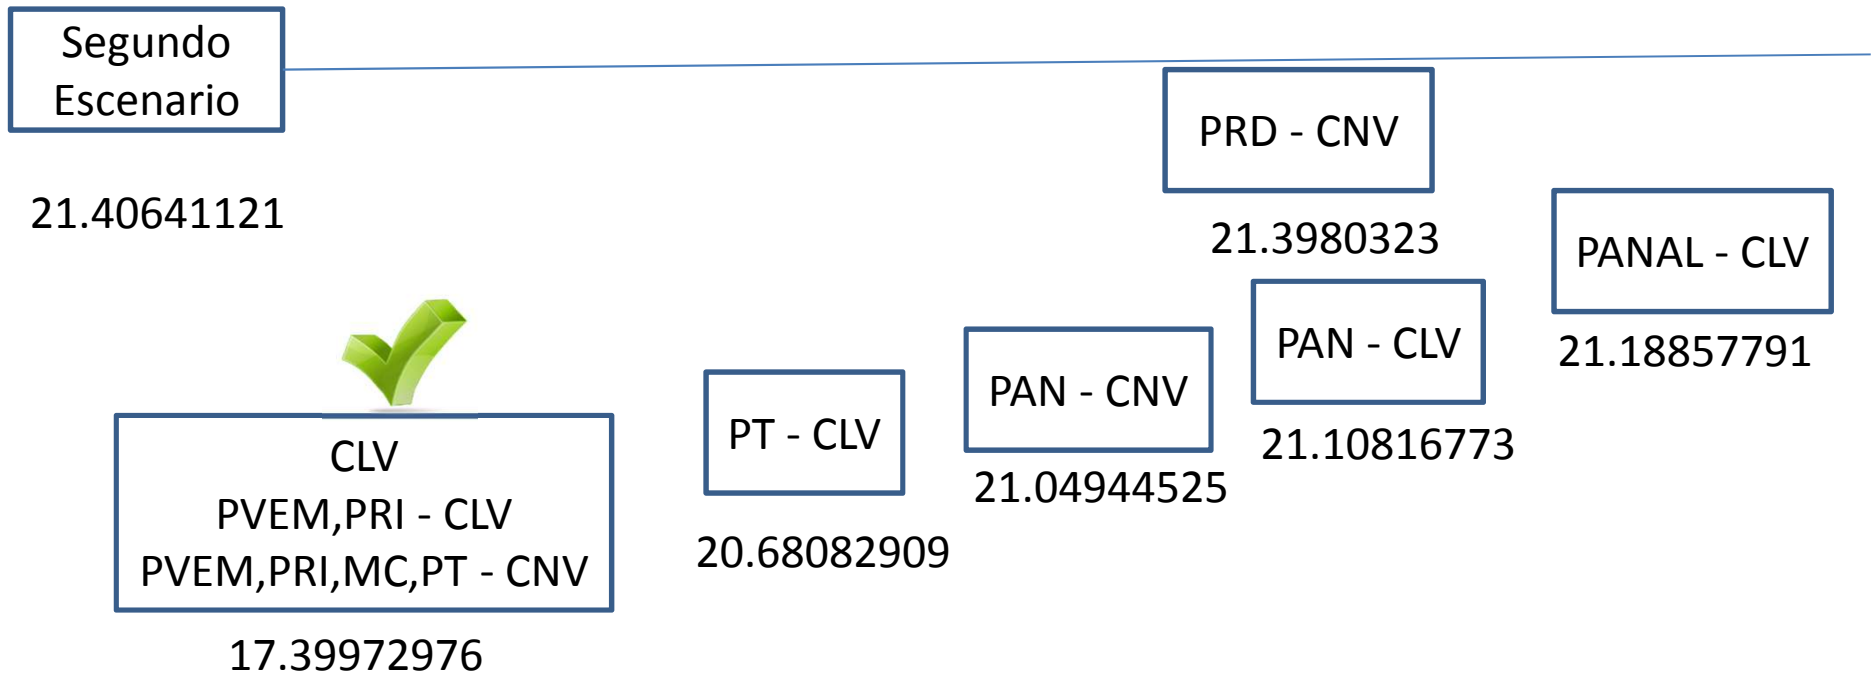 Segundo
Escenario
21.40641121
PRD - CNV
21.3980323
PANAL - CLV
21.18857791
PAN - CLV
21.10816773
PAN - CNV
21.04944525
PT - CLV
20.68082909
CLV
PVEM,PRI - CLV
PVEM,PRI,MC,PT - CNV
17.39972976